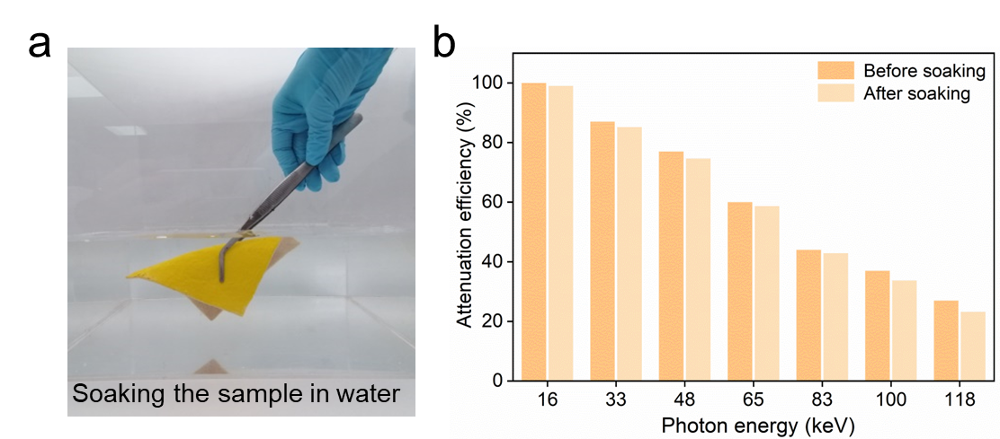 a
Soaking the sample in water
b
Attenuation efficiency (%)
100
80
60
40
20
0
Before soaking
After soaking
16 33 48 65 83 100 118
Photon energy (keV)